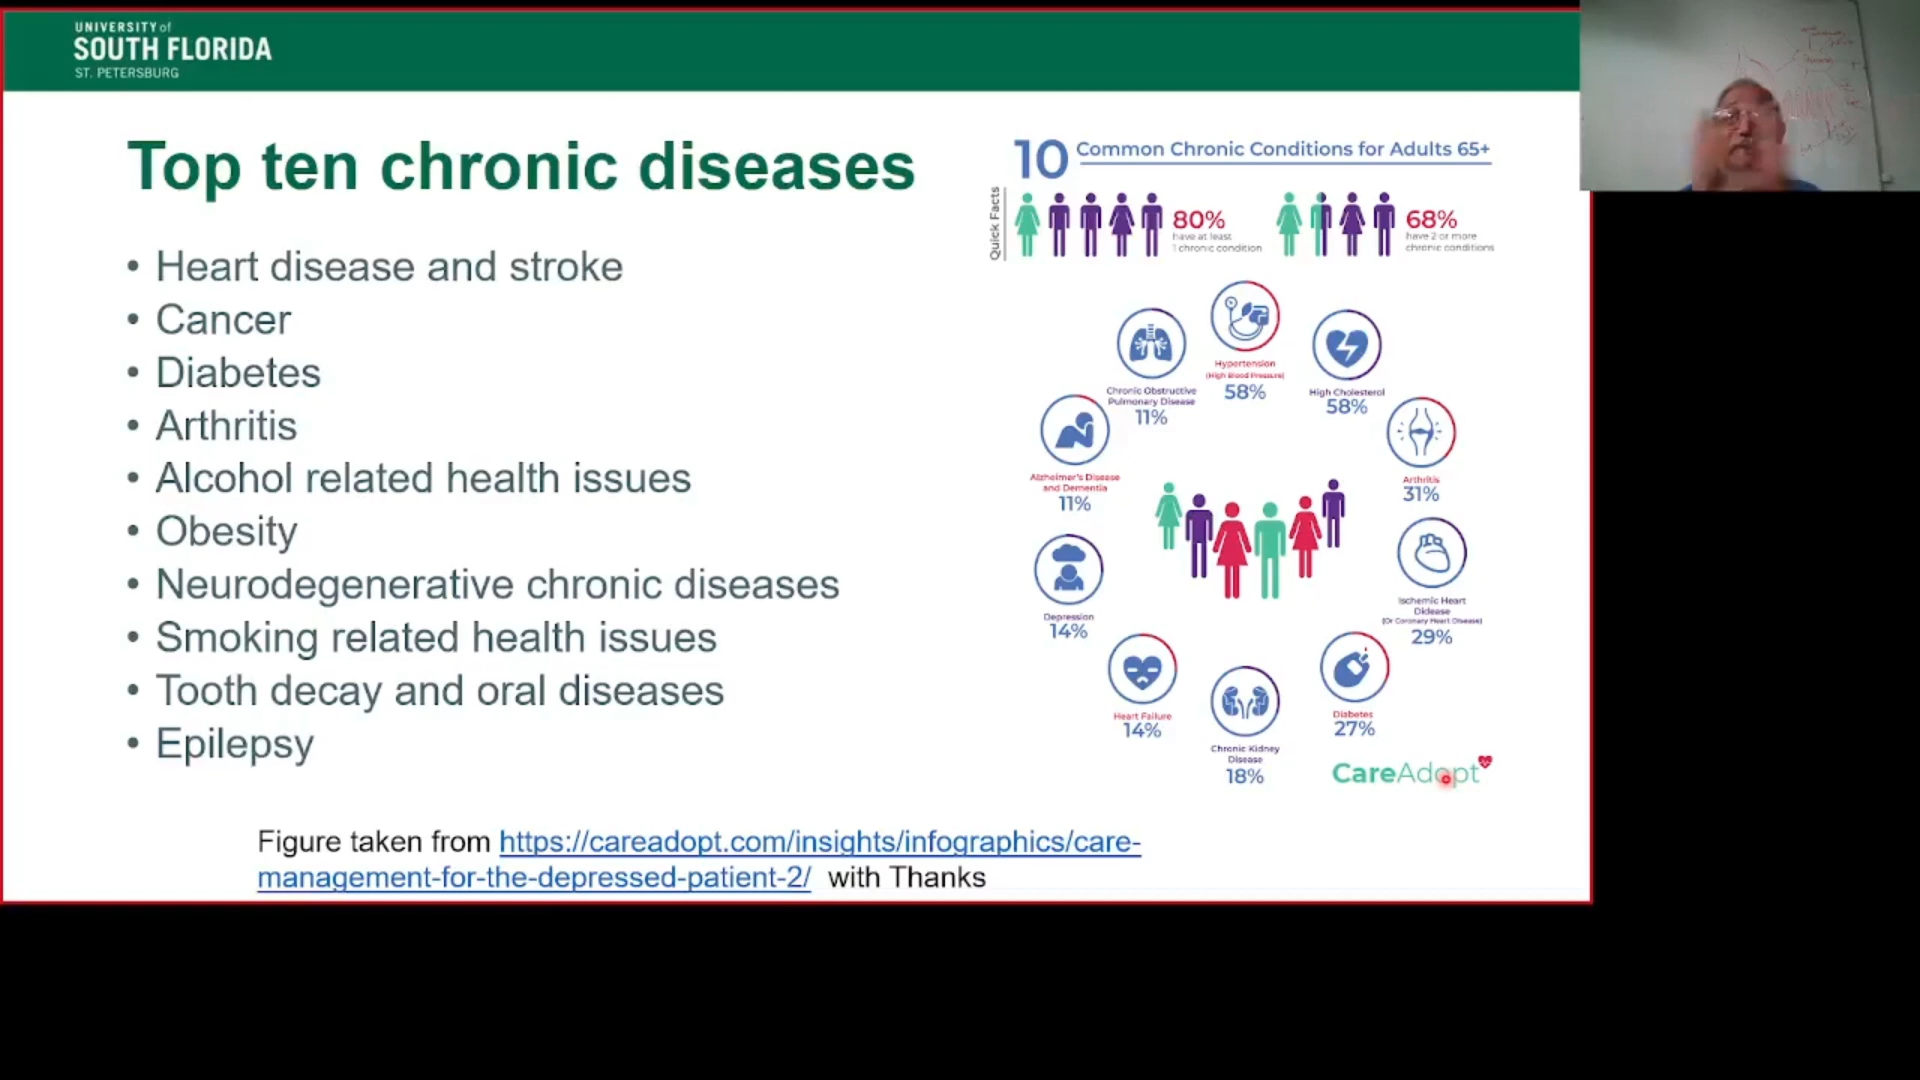 UNIVERSITY of
SOUTH FLORIDA
ST. PETERSBURG
Top ten chronic diseases
• Heart disease and stroke
• Cancer
• Diabetes
• Arthritis
• Alcohol related health issues
• Obesity
• Neurodegenerative chronic diseases
• Smoking related health issues
• Tooth decay and oral diseases
• Epilepsy
10 Common Chronic Conditions for Adults 65+
Quick Facts
80%
have at least
1 chronic condition
68%
have 2 or more
chronic conditions
Hypertension
(High Blood Pressure)
58%
High Cholesterol
58%
Arthritis
31%
Ischemic Heart
Didease
(Or Coronary Heart Disease)
29%
Diabetes
27%
Chronic Kidney
Disease
18%
Heart Failure
14%
Depression
14%
Alzheimer's Disease
and Dementia
11%
Chronic Obstructive
Pulmonary Disease
11%
CareAdopt
Figure taken from https://careadopt.com/insights/infographics/care-
management-for-the-depressed-patient-2/ with Thanks